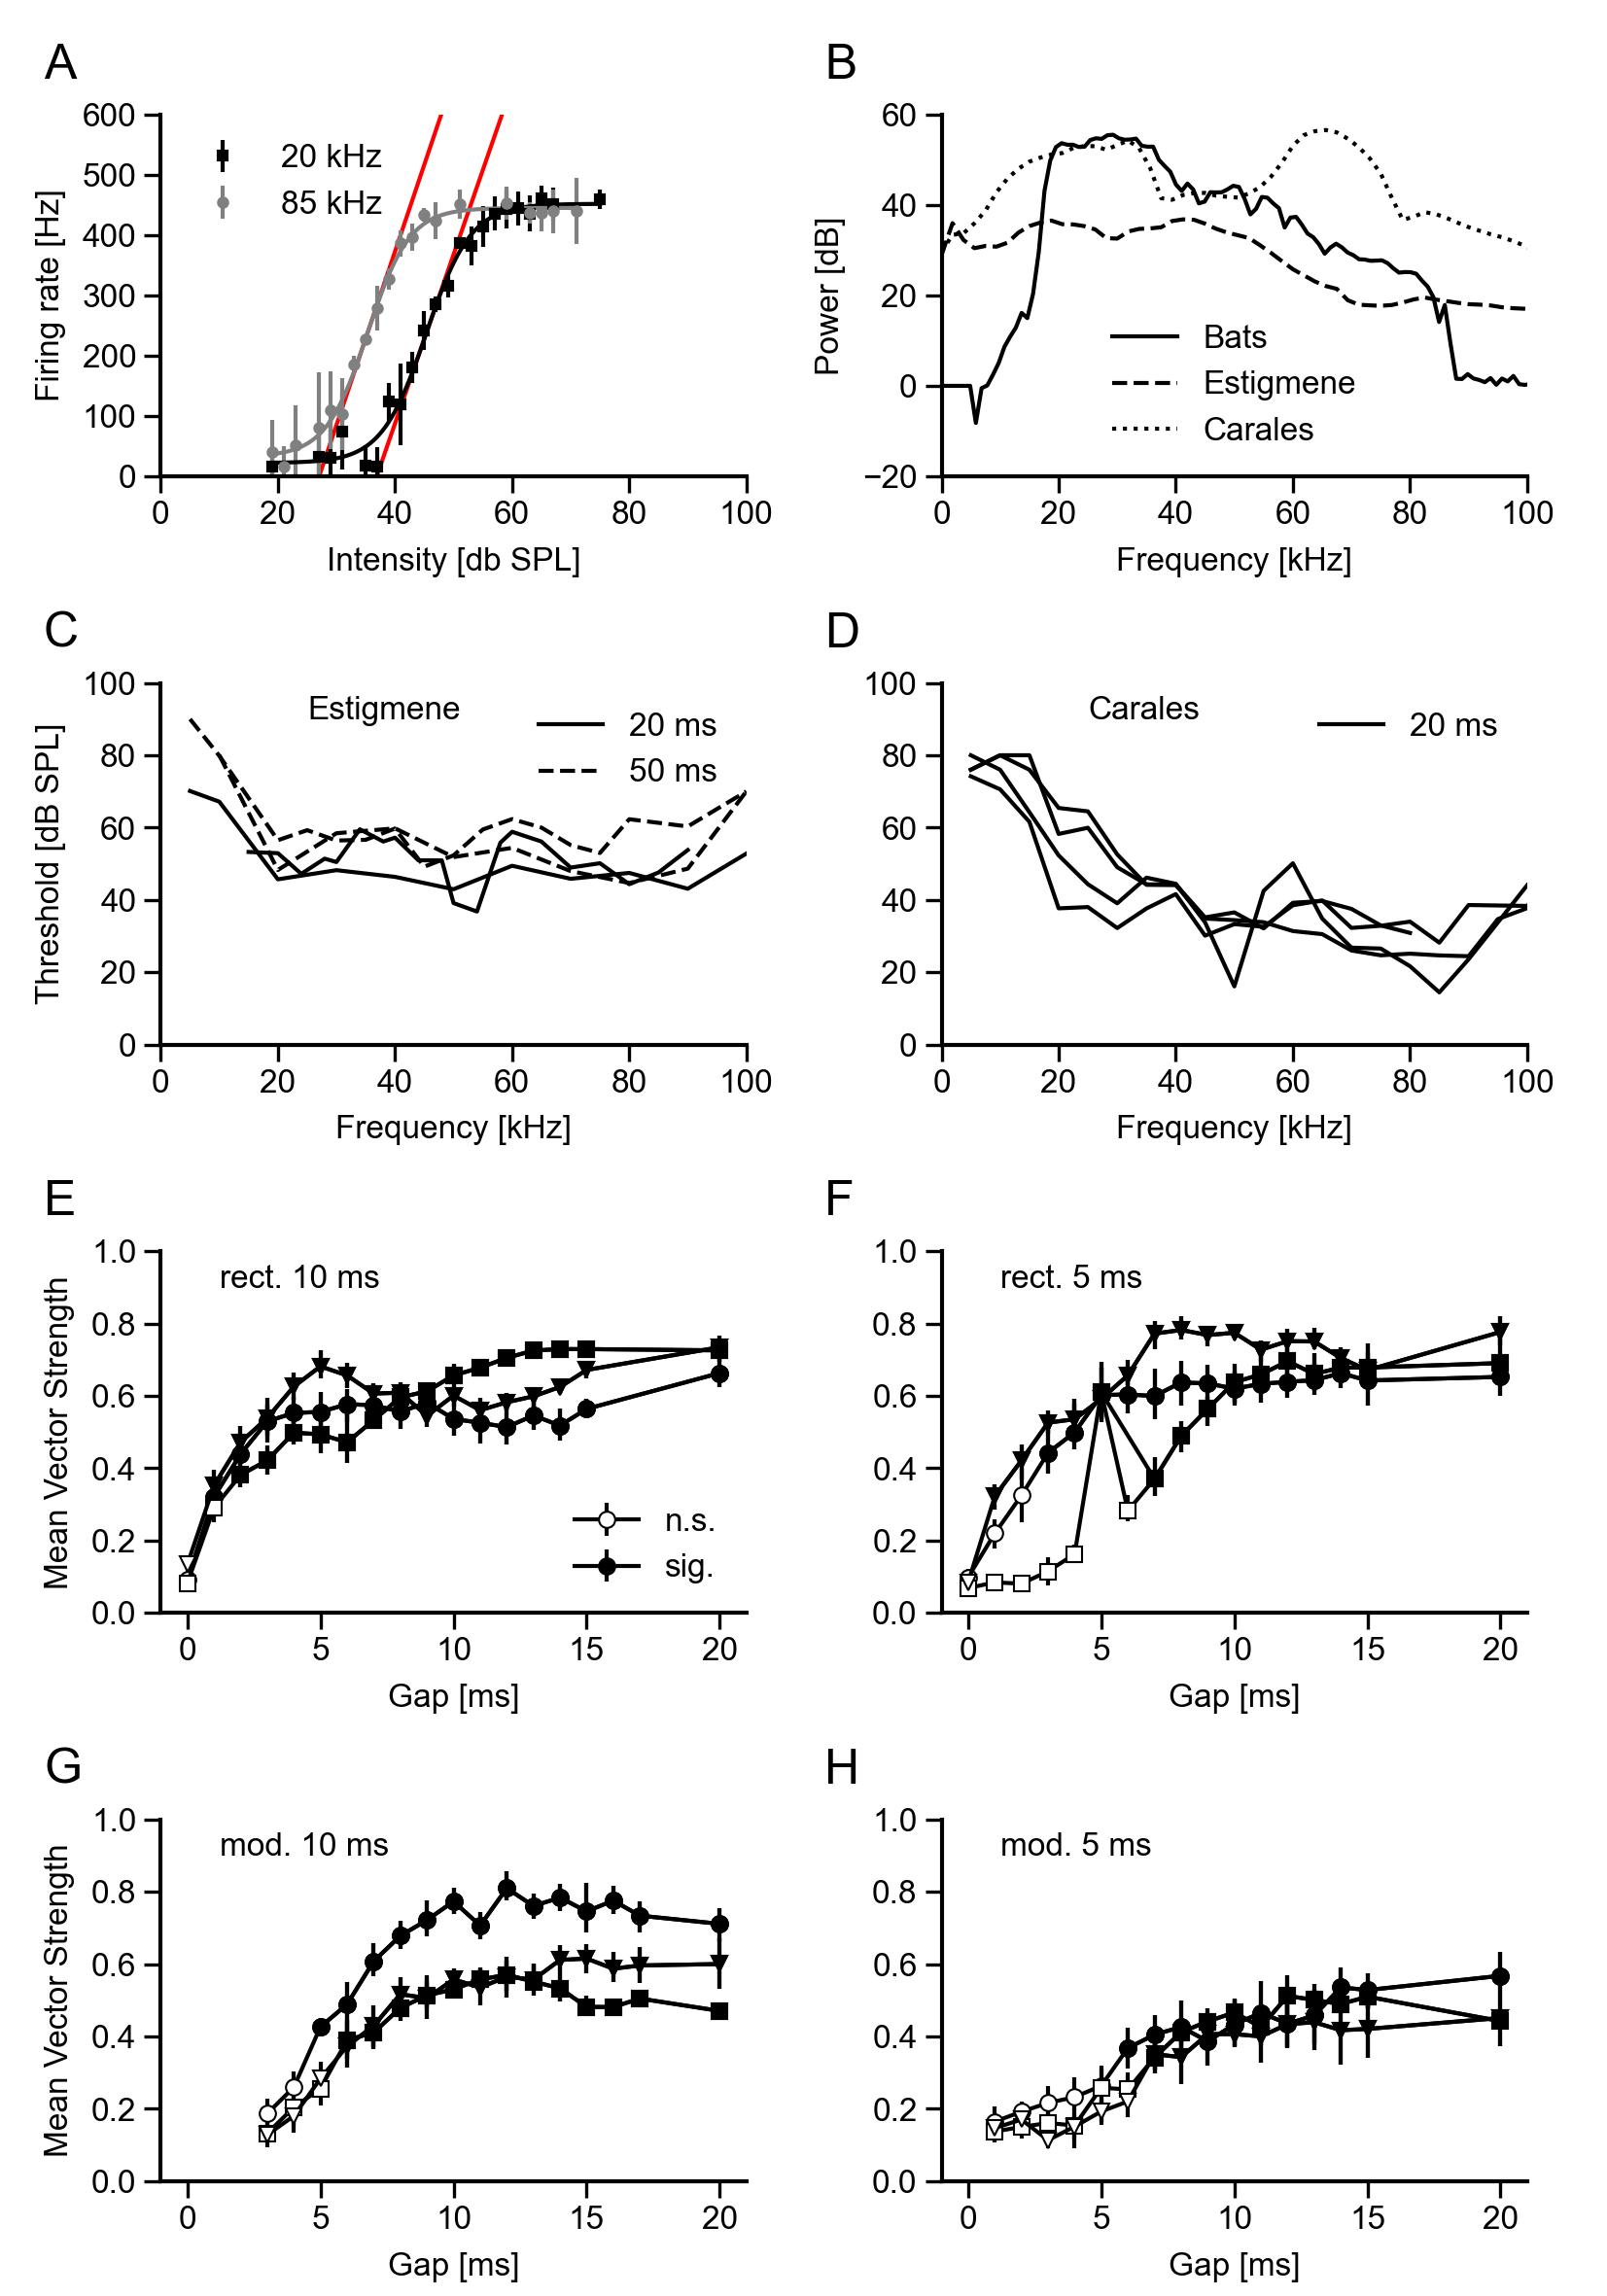 A
600
500
400
300
200
100
0
Firing rate [Hz]
20 kHz
85 kHz
0 20 40 60 80 100
Intensity [db SPL]
B
60
40
20
0
−20
Power [dB]
Bats
Estigmene
Carales
0 20 40 60 80 100
Frequency [kHz]
C
100
80
60
40
20
0
Threshold [dB SPL]
Estigmene
20 ms
50 ms
0 20 40 60 80 100
Frequency [kHz]
D
100
80
60
40
20
0
Carales
20 ms
0 20 40 60 80 100
Frequency [kHz]
E
1.0
0.8
0.6
0.4
0.2
0.0
Mean Vector Strength
rect. 10 ms
n.s.
sig.
0 5 10 15 20
Gap [ms]
F
1.0
0.8
0.6
0.4
0.2
0.0
rect. 5 ms
0 5 10 15 20
Gap [ms]
G
1.0
0.8
0.6
0.4
0.2
0.0
Mean Vector Strength
mod. 10 ms
0 5 10 15 20
Gap [ms]
H
1.0
0.8
0.6
0.4
0.2
0.0
mod. 5 ms
0 5 10 15 20
Gap [ms]